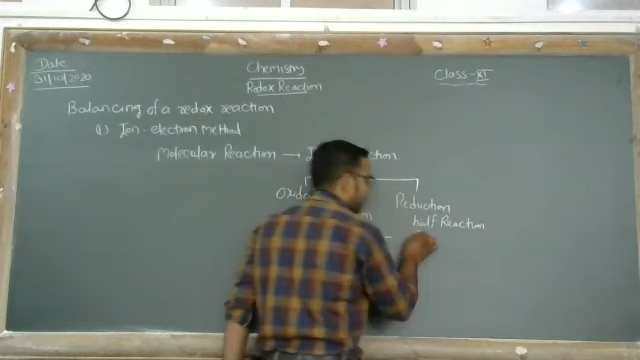 Date
31/10/2020
Chemistry
Redox Reaction
Class-XI
Balancing of a redox reaction
(1) Ion-electron method
Molecular Reaction →
Reduction
half Reaction